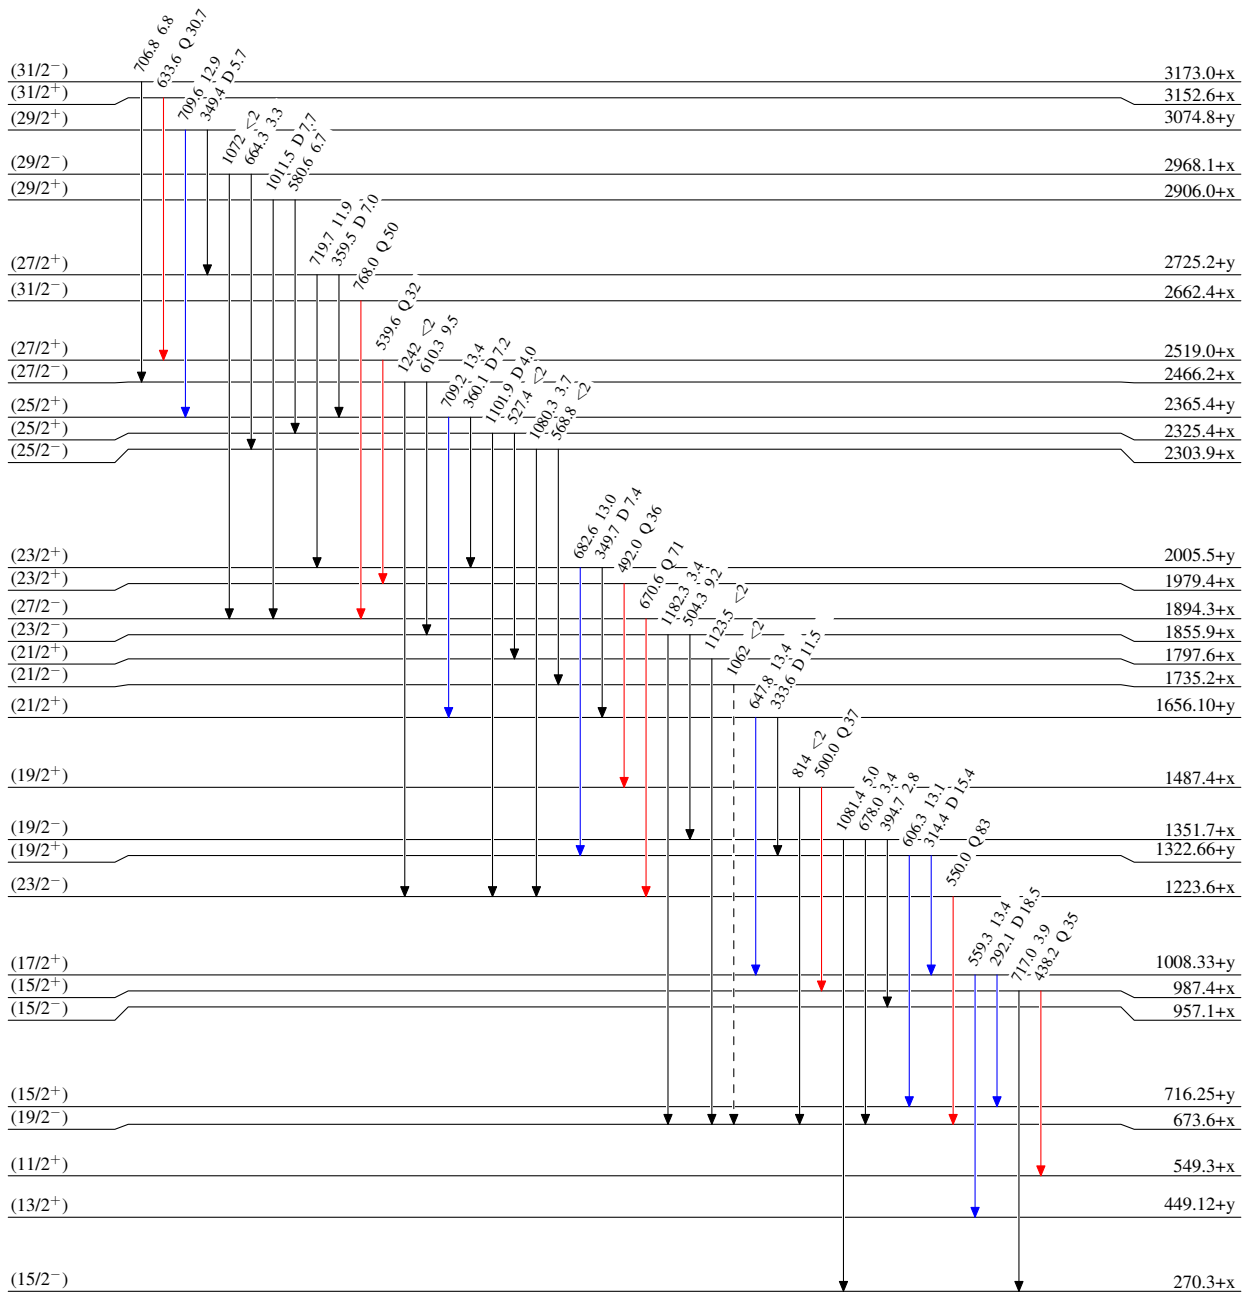 706.8 6.8
633.6 Q 30.7
709.6 12.9
349.4 D 5.7
1072 <2
664.3 3.3
1011.5 D 7.7
580.6 6.7
719.7 11.9
359.5 D 7.0
768.0 Q 50
539.6 Q 32
1242 <2
610.3 9.5
709.2 13.4
360.1 D 7.2
1101.9 D 4.0
527.4 <2
1080.3 3.7
568.8 <2
682.6 13.0
349.7 D 7.4
492.0 Q 36
670.6 Q 71
1182.3 3.4
504.3 9.2
1123.5 <2
1062 <2
647.8 13.4
333.6 D 11.5
814 <2
500.0 Q 37
1081.4 5.0
678.0 3.4
394.7 2.8
606.3 13.1
314.4 D 15.4
550.0 Q 83
559.3 13.4
292.1 D 18.5
717.0 3.9
438.2 Q 35
(31/2⁻) 3173.0+x
(31/2⁺) 3152.6+x
(29/2⁺) 3074.8+y
(29/2⁻) 2968.1+x
(29/2⁺) 2906.0+x
(27/2⁺) 2725.2+y
(31/2⁻) 2662.4+x
(27/2⁺) 2519.0+x
(27/2⁻) 2466.2+x
(25/2⁺) 2365.4+y
(25/2⁺) 2325.4+x
(25/2⁻) 2303.9+x
(23/2⁺) 2005.5+y
(23/2⁺) 1979.4+x
(27/2⁻) 1894.3+x
(23/2⁻) 1855.9+x
(21/2⁺) 1797.6+x
(21/2⁻) 1735.2+x
(21/2⁺) 1656.10+y
(19/2⁺) 1487.4+x
(19/2⁻) 1351.7+x
(19/2⁺) 1322.66+y
(23/2⁻) 1223.6+x
(17/2⁺) 1008.33+y
(15/2⁺) 987.4+x
(15/2⁻) 957.1+x
(15/2⁺) 716.25+y
(19/2⁻) 673.6+x
(11/2⁺) 549.3+x
(13/2⁺) 449.12+y
(15/2⁻) 270.3+x